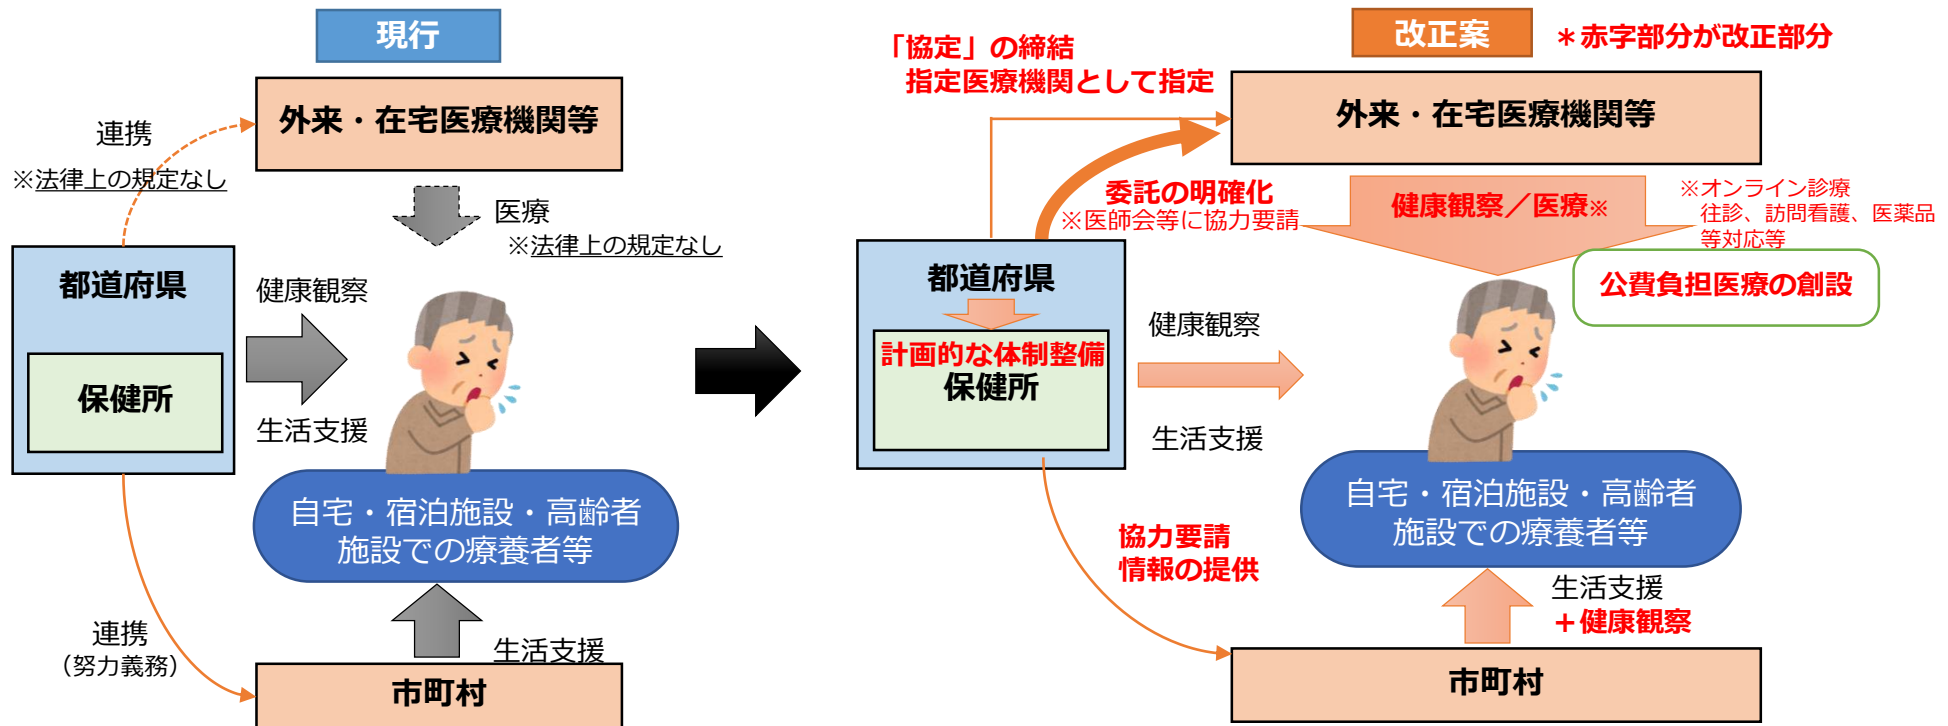 現行
外来・在宅医療機関等
連携
※法律上の規定なし
医療
※法律上の規定なし
都道府県
保健所
健康観察
生活支援
自宅・宿泊施設・高齢者
施設での療養者等
連携
（努力義務）
生活支援
市町村
改正案
＊赤字部分が改正部分
「協定」の締結
指定医療機関として指定
外来・在宅医療機関等
委託の明確化
※医師会等に協力要請
健康観察／医療※
※オンライン診療
往診、訪問看護、医薬品
等対応等
公費負担医療の創設
都道府県
計画的な体制整備
保健所
健康観察
生活支援
自宅・宿泊施設・高齢者
施設での療養者等
協力要請
情報の提供
生活支援
＋健康観察
市町村